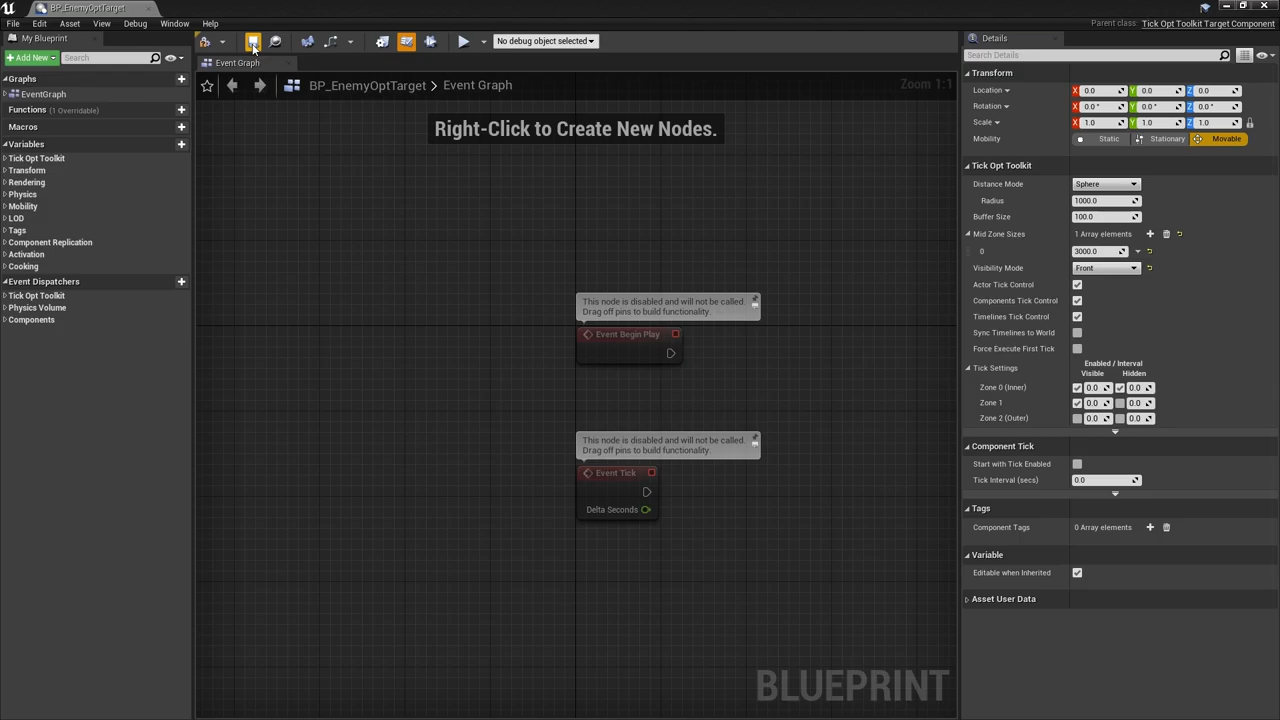 BP_EnemyOptTarget
File Edit Asset View Debug Window Help
Parent class: Tick Opt Toolkit Target Component
My Blueprint
Add New
Search
No debug object selected
Details
Search Details
Event Graph
BP_EnemyOptTarget > Event Graph
Zoom 1:1
Right-Click to Create New Nodes.
Graphs
EventGraph
Functions (1 Overridable)
Macros
Variables
Tick Opt Toolkit
Transform
Rendering
Physics
Mobility
LOD
Tags
Component Replication
Activation
Cooking
Event Dispatchers
Tick Opt Toolkit
Physics Volume
Components
This node is disabled and will not be called.
Drag off pins to build functionality.
Event Begin Play
This node is disabled and will not be called.
Drag off pins to build functionality.
Event Tick
Delta Seconds
BLUEPRINT
Transform
Location X 0.0 Y 0.0 Z 0.0
Rotation X 0.0 ° Y 0.0 ° Z 0.0 °
Scale X 1.0 Y 1.0 Z 1.0
Mobility Static Stationary Movable
Tick Opt Toolkit
Distance Mode Sphere
Radius 1000.0
Buffer Size 100.0
Mid Zone Sizes 1 Array elements
0 3000.0
Visibility Mode Front
Actor Tick Control
Components Tick Control
Timelines Tick Control
Sync Timelines to World
Force Execute First Tick
Enabled / Interval
Tick Settings Visible Hidden
Zone 0 (Inner) 0.0 0.0
Zone 1 0.0 0.0
Zone 2 (Outer) 0.0 0.0
Component Tick
Start with Tick Enabled
Tick Interval (secs) 0.0
Tags
Component Tags 0 Array elements
Variable
Editable when Inherited
Asset User Data